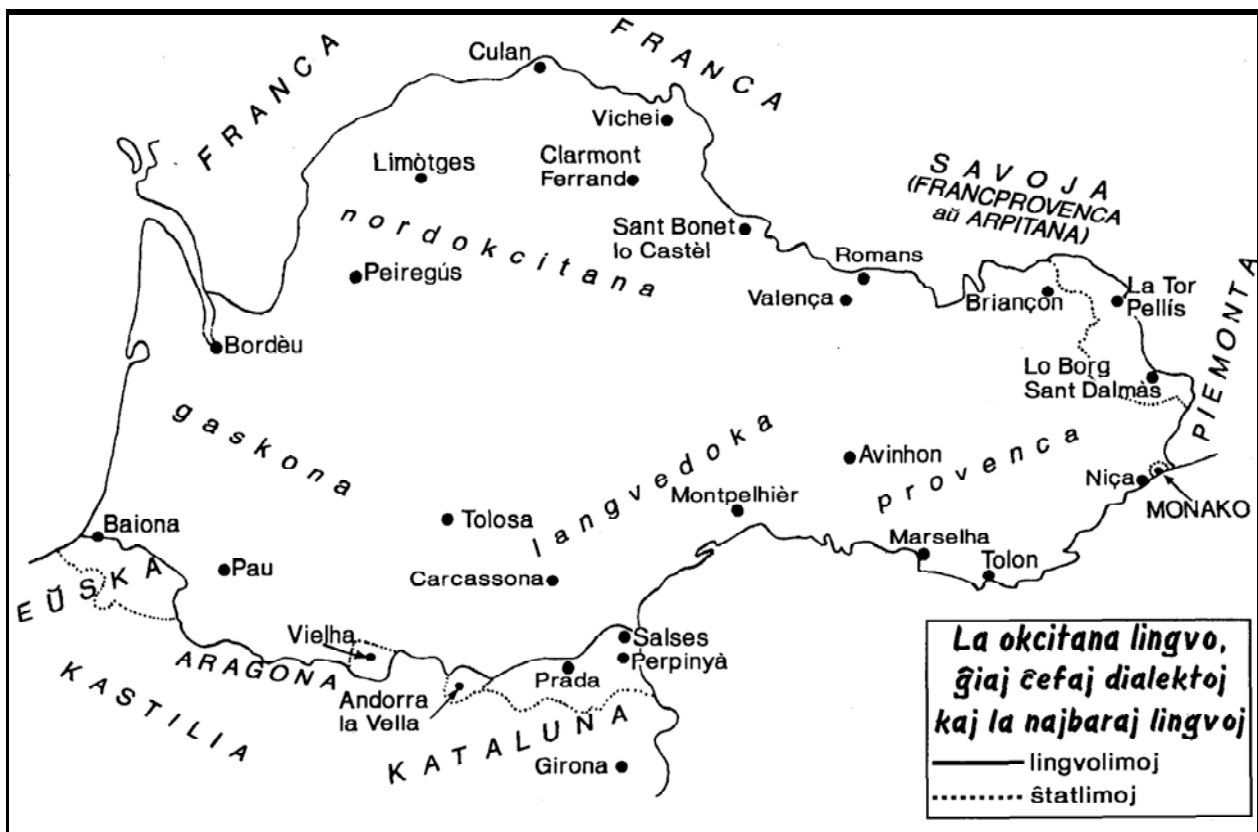 FRANCA
FRANCA
Culan
Vichei
Limòtges
Clarmont
Ferrand
SAVOJA
(FRANCPROVENCA
aŭ ARPITANA)
nordokcitana
Sant Bonet
lo Castèl
Romans
Peiregús
Valença
Briançon
La Tor
Pellís
PIEMONTA
Bordèu
Lo Borg
Sant Dalmàs
gaskona
langvedoka
provenca
Avinhon
Niça
MONAKO
Montpelhièr
Tolosa
Baiona
Marselha
Tolon
Pau
Carcassona
EŬSKA
Vielha
Salses
Perpinyà
ARAGONA
Prada
Andorra
la Vella
KASTILIA
KATALUNA
Girona
La okcitana lingvo,
ĝiaj ĉefaj dialektoj
kaj la najbaraj lingvoj
lingvolimoj
ŝtatlimoj